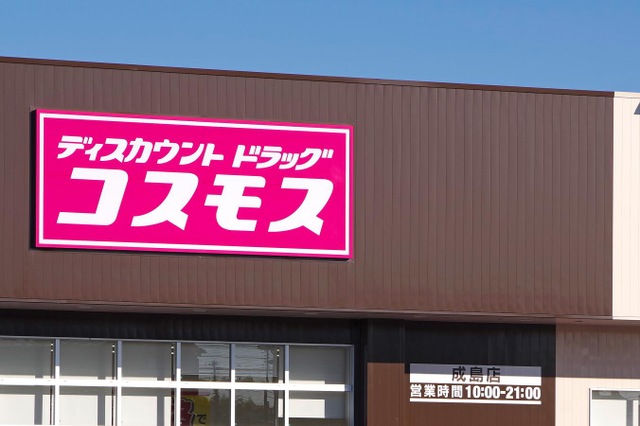 ディスカウント ドラッグ
コスモス
成島店
営業時間 10:00-21:00
で